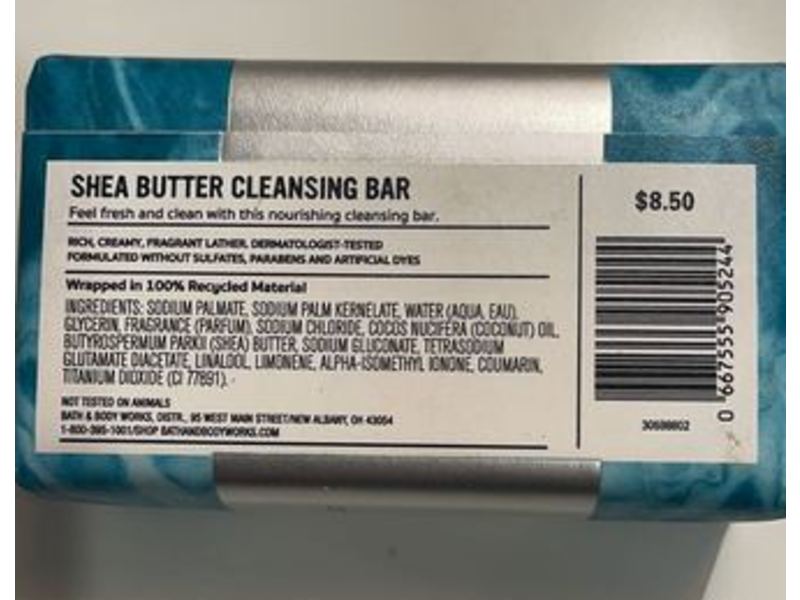 SHEA BUTTER CLEANSING BAR
Feel fresh and clean with this nourishing cleansing bar.
RICH, CREAMY, FRAGRANT LATHER. DERMATOLOGIST-TESTED
FORMULATED WITHOUT SULFATES, PARABENS AND ARTIFICIAL DYES
Wrapped in 100% Recycled Material
INGREDIENTS: SODIUM PALMATE, SODIUM PALM KERNELATE, WATER (AQUA, EAU),
GLYCERIN, FRAGRANCE (PARFUM), SODIUM CHLORIDE, COCOS NUCIFERA (COCONUT) OIL,
BUTYROSPERMUM PARKII (SHEA) BUTTER, SODIUM GLUCONATE, TETRASODIUM
GLUTAMATE DIACETATE, LINALOOL, LIMONENE, ALPHA-ISOMETHYL IONONE, COUMARIN,
TITANIUM DIOXIDE (CI 77891).
NOT TESTED ON ANIMALS
BATH & BODY WORKS, DISTR., 95 WEST MAIN STREET/NEW ALBANY, OH 43054
1-800-395-1001/SHOP BATHANDBODYWORKS.COM
$8.50
0 667555 905244